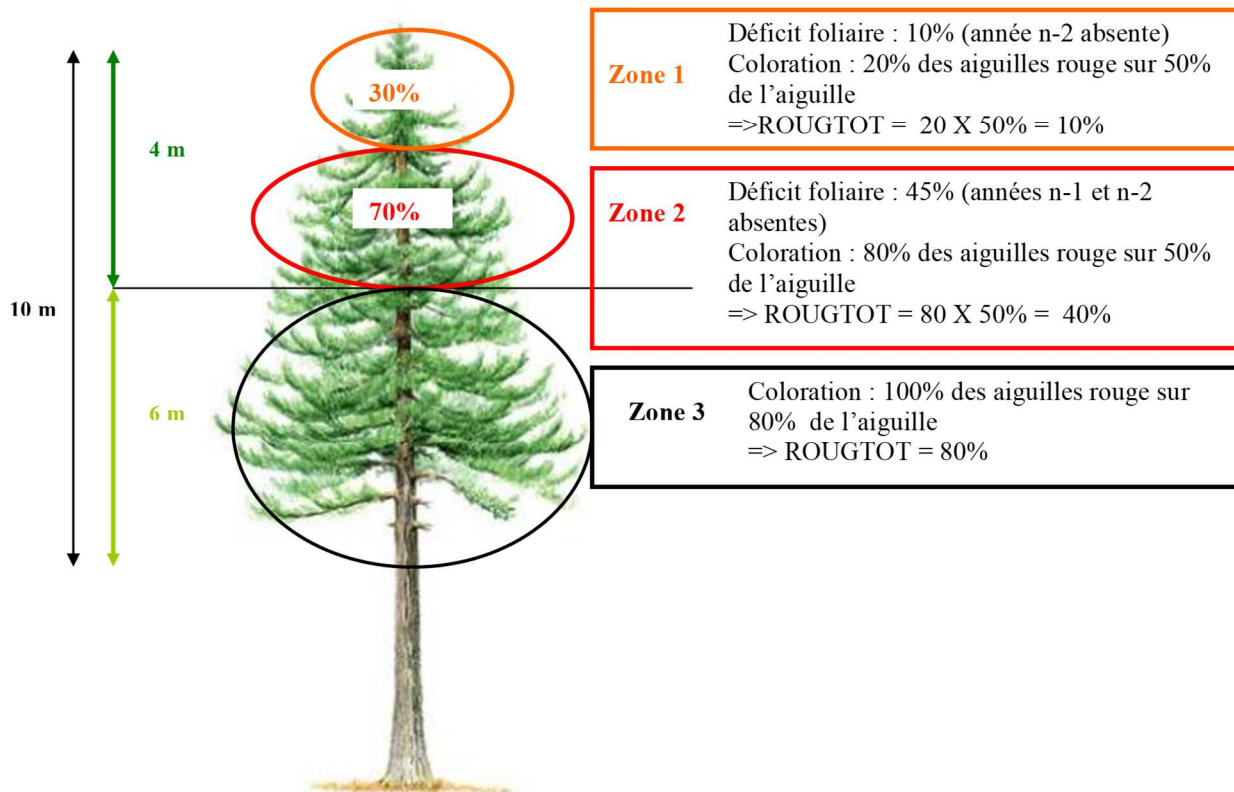 10 m
4 m
6 m
30%
70%
Zone 1
Déficit foliaire : 10% (année n-2 absente)
Coloration : 20% des aiguilles rouge sur 50%
de l’aiguille
=>ROUGTOT = 20 X 50% = 10%
Zone 2
Déficit foliaire : 45% (années n-1 et n-2
absentes)
Coloration : 80% des aiguilles rouge sur 50%
de l’aiguille
=> ROUGTOT = 80 X 50% = 40%
Zone 3
Coloration : 100% des aiguilles rouge sur
80% de l’aiguille
=> ROUGTOT = 80%